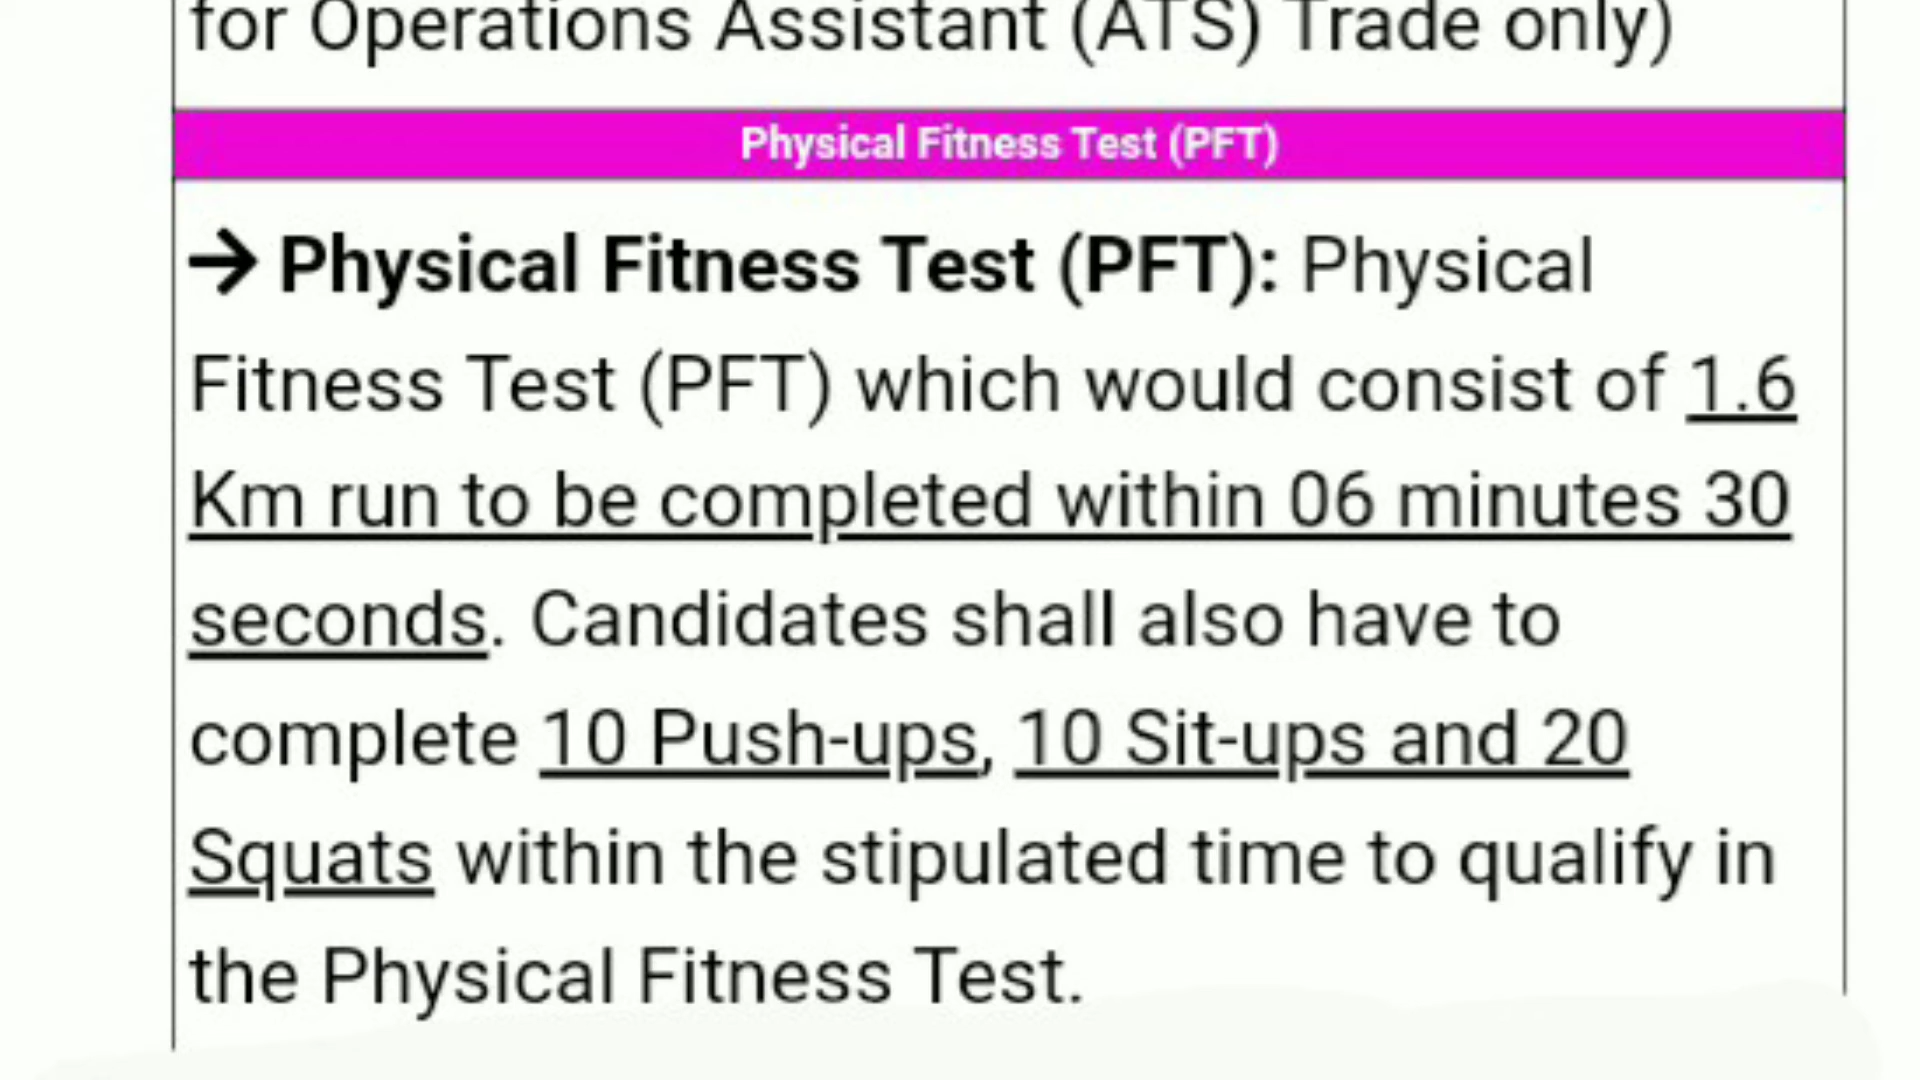 for Operations Assistant (ATS) Trade only)
Physical Fitness Test (PFT)
→ Physical Fitness Test (PFT): Physical
Fitness Test (PFT) which would consist of 1.6
Km run to be completed within 06 minutes 30
seconds. Candidates shall also have to
complete 10 Push-ups, 10 Sit-ups and 20
Squats within the stipulated time to qualify in
the Physical Fitness Test.